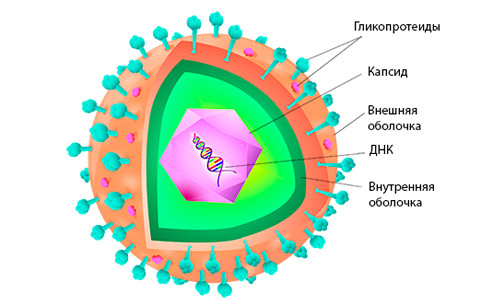 Гликопротеиды
Капсид
Внешняя
оболочка
ДНК
Внутренняя
оболочка